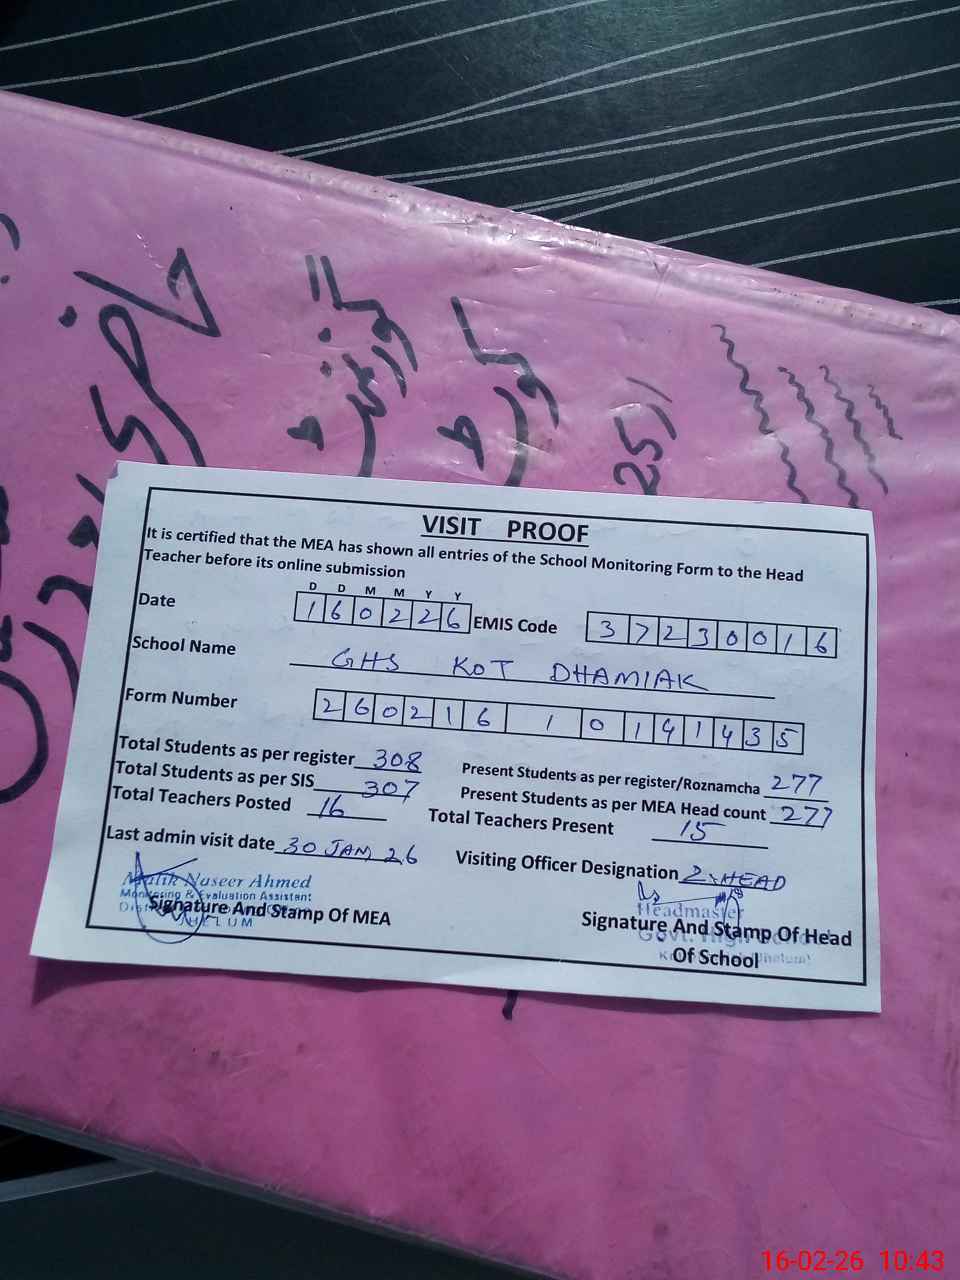 25
VISIT PROOF
It is certified that the MEA has shown all entries of the School Monitoring Form to the Head
Teacher before its online submission
D D M M Y Y
Date 1 6 0 2 2 6 EMIS Code 3 7 2 3 0 0 1 6
School Name GHS KOT DHAMIAK
Form Number 2 6 0 2 1 6 1 0 1 4 1 4 3 5
Total Students as per register 308 Present Students as per register/Roznamcha 277
Total Students as per SIS 307 Present Students as per MEA Head count 277
Total Teachers Posted 16 Total Teachers Present 15
Last admin visit date 30 JAN 26 Visiting Officer Designation HEAD
Malik Naseer Ahmed
Monitoring & Evaluation Assistant
JHELUM
Signature And Stamp Of MEA
Headmaster
Govt. High School
Signature And Stamp Of Head
Of School
16-02-26 10:43